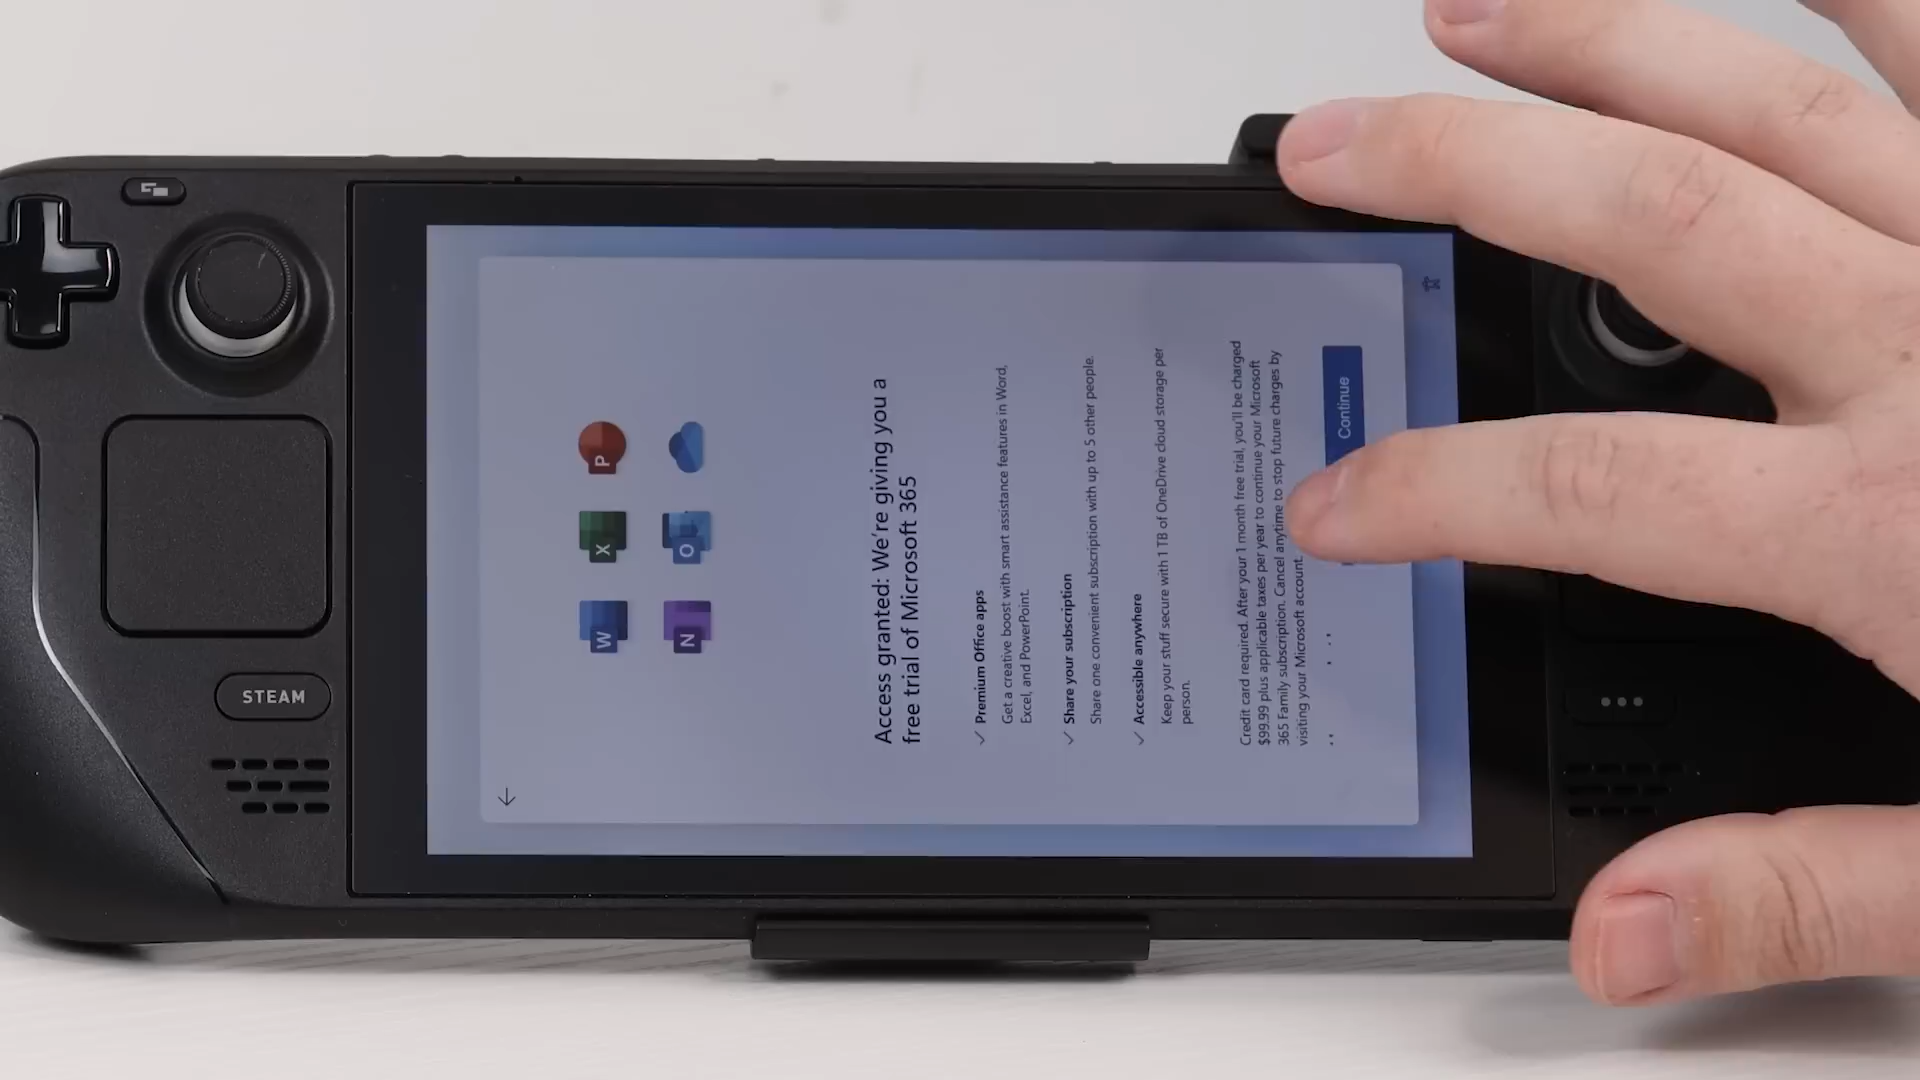 Access granted: We're giving you a
free trial of Microsoft 365
Premium Office apps
Get a creative boost with smart assistance features in Word,
Excel, and PowerPoint.
Share your subscription
Share one convenient subscription with up to 5 other people.
Accessible anywhere
Keep your stuff secure with 1 TB of OneDrive cloud storage per
person.
Credit card required. After your 1 month free trial, you'll be charged
$99.99 plus applicable taxes per year to continue your Microsoft
365 Family subscription. Cancel anytime to stop future charges by
visiting your Microsoft account.
Continue
W X P
N O
STEAM